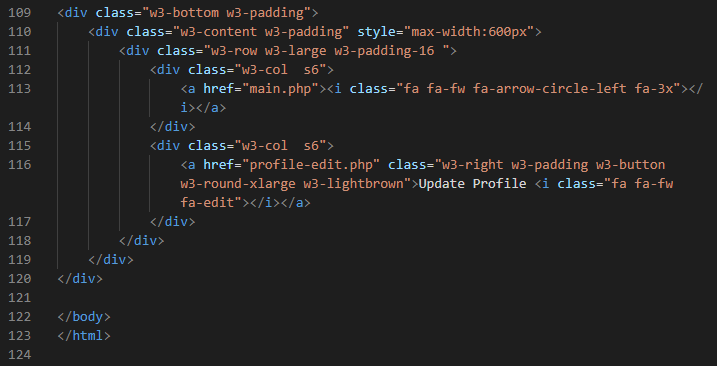 109 <div class="w3-bottom w3-padding">
110 <div class="w3-content w3-padding" style="max-width:600px">
111 <div class="w3-row w3-large w3-padding-16 ">
112 <div class="w3-col  s6">
113 <a href="main.php"><i class="fa fa-fw fa-arrow-circle-left fa-3x"></
i></a>
114 </div>
115 <div class="w3-col  s6">
116 <a href="profile-edit.php" class="w3-right w3-padding w3-button
w3-round-xlarge w3-lightbrown">Update Profile <i class="fa fa-fw
fa-edit"></i></a>
117 </div>
118 </div>
119 </div>
120 </div>
121
122 </body>
123 </html>
124